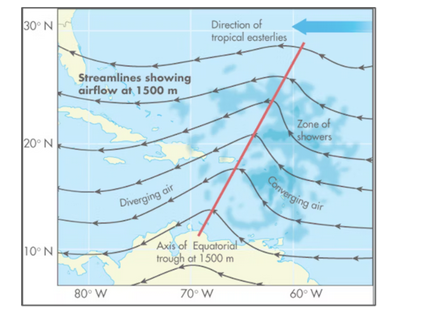 30° N
Direction of
tropical easterlies
Streamlines showing
airflow at 1500 m
Zone of
showers
20° N
Diverging air
Converging air
Axis of Equatorial
trough at 1500 m
10° N
80° W
70° W
60° W